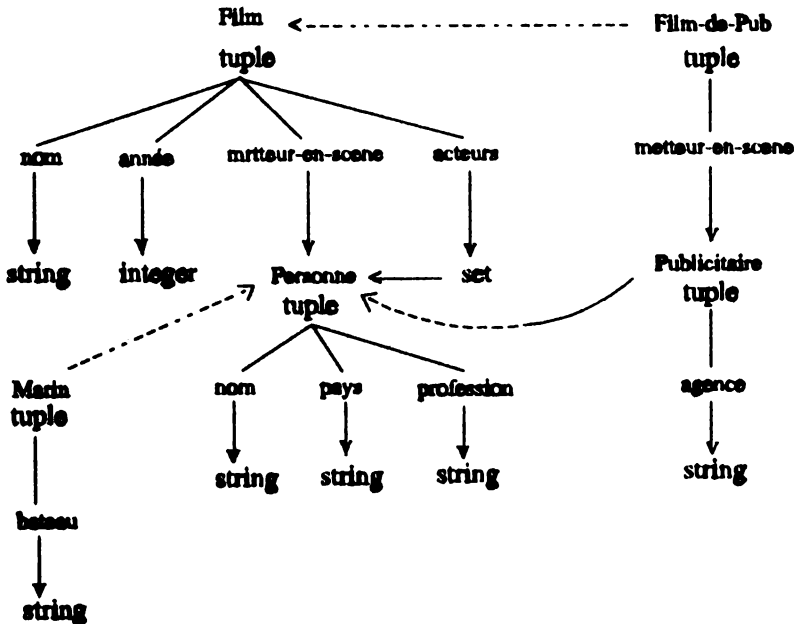 Film
Film-de-Pub
tuple
tuple
nom
année
mrtteur-en-scene
acteurs
metteur-en-scene
string
integer
Personne
tuple
set
Publicitaire
tuple
Marin
tuple
nom
pays
profession
agence
string
string
string
string
bateau
string